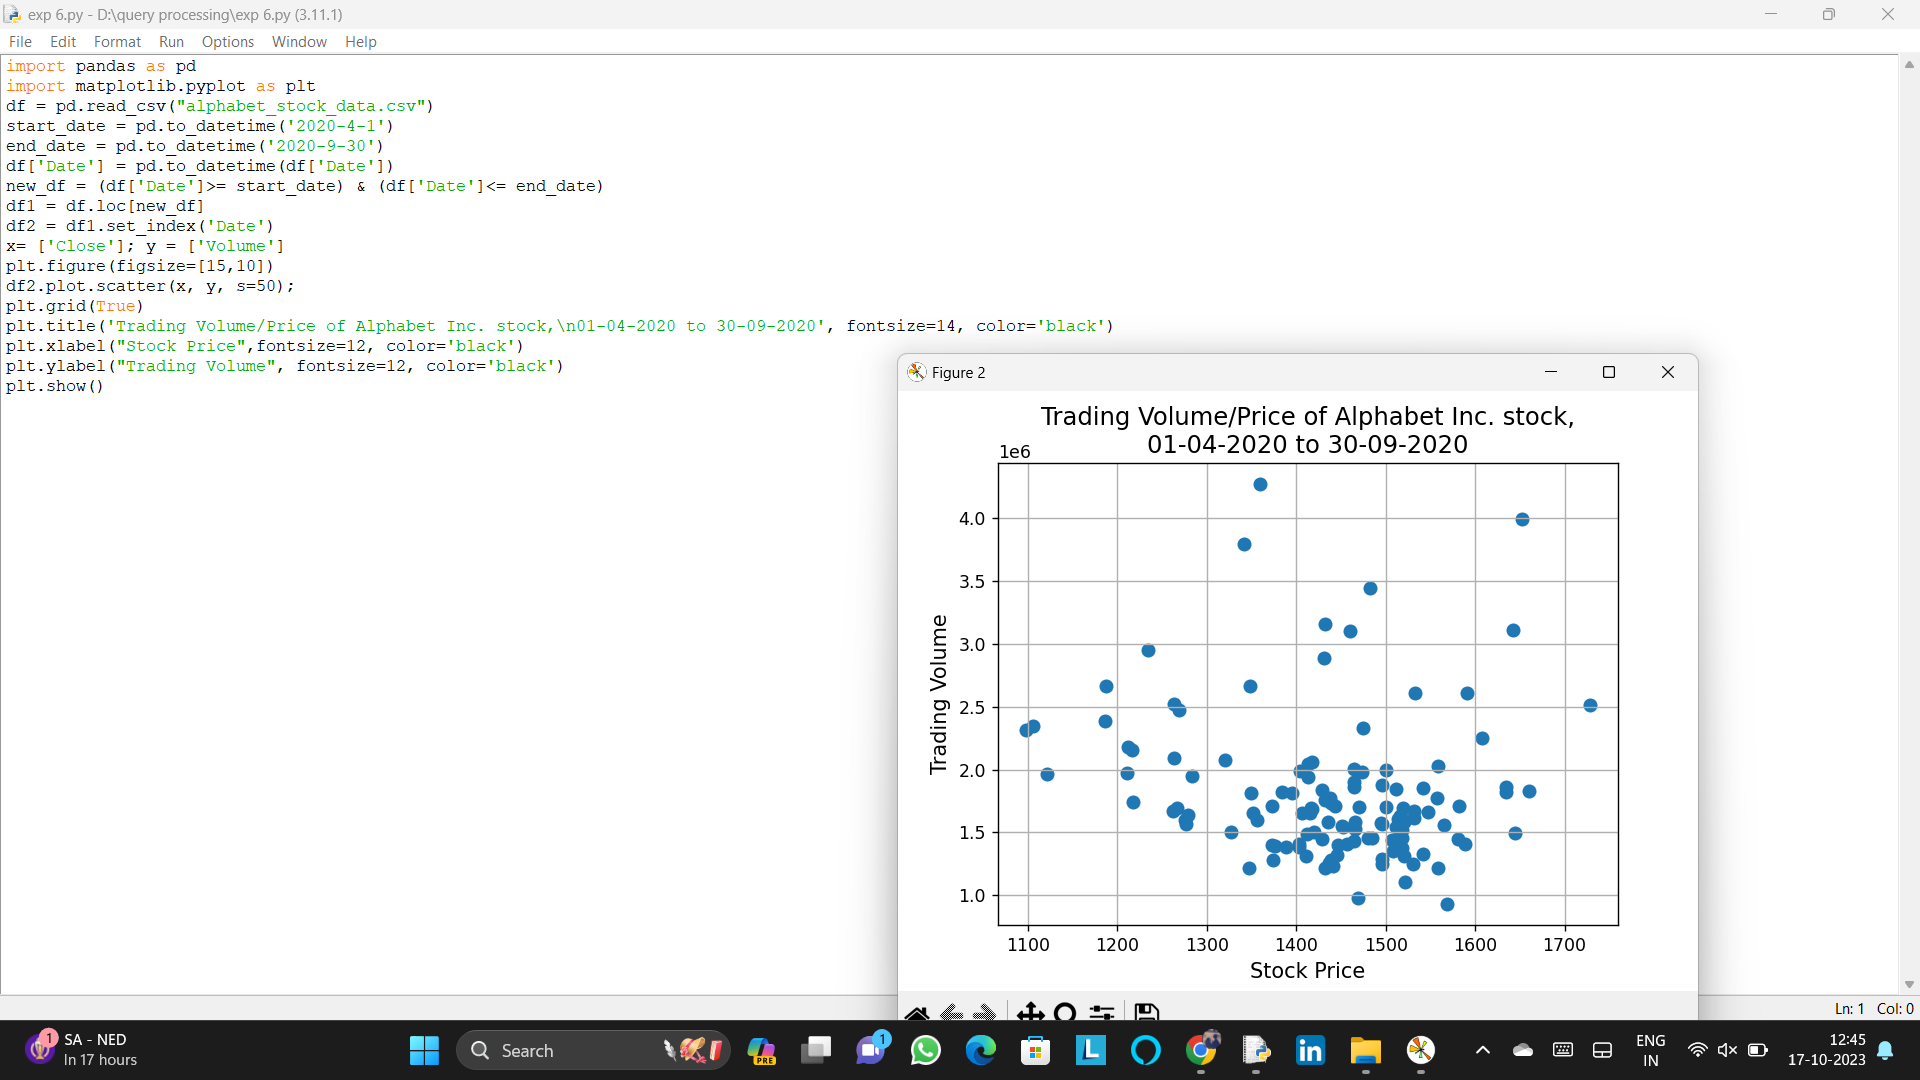 exp 6.py - D:\query processing\exp 6.py (3.11.1)
File Edit Format Run Options Window Help
import pandas as pd
import matplotlib.pyplot as plt
df = pd.read_csv("alphabet_stock_data.csv")
start_date = pd.to_datetime('2020-4-1')
end_date = pd.to_datetime('2020-9-30')
df['Date'] = pd.to_datetime(df['Date'])
new_df = (df['Date']>= start_date) & (df['Date']<= end_date)
df1 = df.loc[new_df]
df2 = df1.set_index('Date')
x= ['Close']; y = ['Volume']
plt.figure(figsize=[15,10])
df2.plot.scatter(x, y, s=50);
plt.grid(True)
plt.title('Trading Volume/Price of Alphabet Inc. stock,\n01-04-2020 to 30-09-2020', fontsize=14, color='black')
plt.xlabel("Stock Price",fontsize=12, color='black')
plt.ylabel("Trading Volume", fontsize=12, color='black')
plt.show()
Figure 2
Trading Volume/Price of Alphabet Inc. stock,
01-04-2020 to 30-09-2020
1e6
4.0
3.5
3.0
2.5
2.0
1.5
1.0
Trading Volume
1100 1200 1300 1400 1500 1600 1700
Stock Price
Ln: 1 Col: 0
1
SA - NED
In 17 hours
Search
PRE
1
L
in
ENG
IN
12:45
17-10-2023